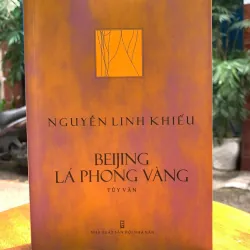 NGUYỄN LINH KHIẾU
BEIJING
LÁ PHONG VÀNG
TÙY VĂN